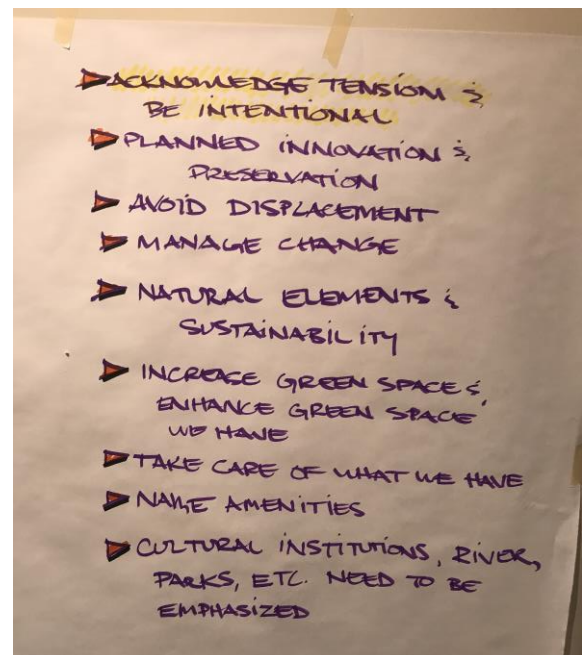 ACKNOWLEDGE TENSION &
BE INTENTIONAL
PLANNED INNOVATION &
PRESERVATION
AVOID DISPLACEMENT
MANAGE CHANGE
NATURAL ELEMENTS &
SUSTAINABILITY
INCREASE GREEN SPACE &
ENHANCE GREEN SPACE
WE HAVE
TAKE CARE OF WHAT WE HAVE
AMENITIES
CULTURAL INSTITUTIONS, RIVER,
PARKS, ETC. NEED TO BE
EMPHASIZED